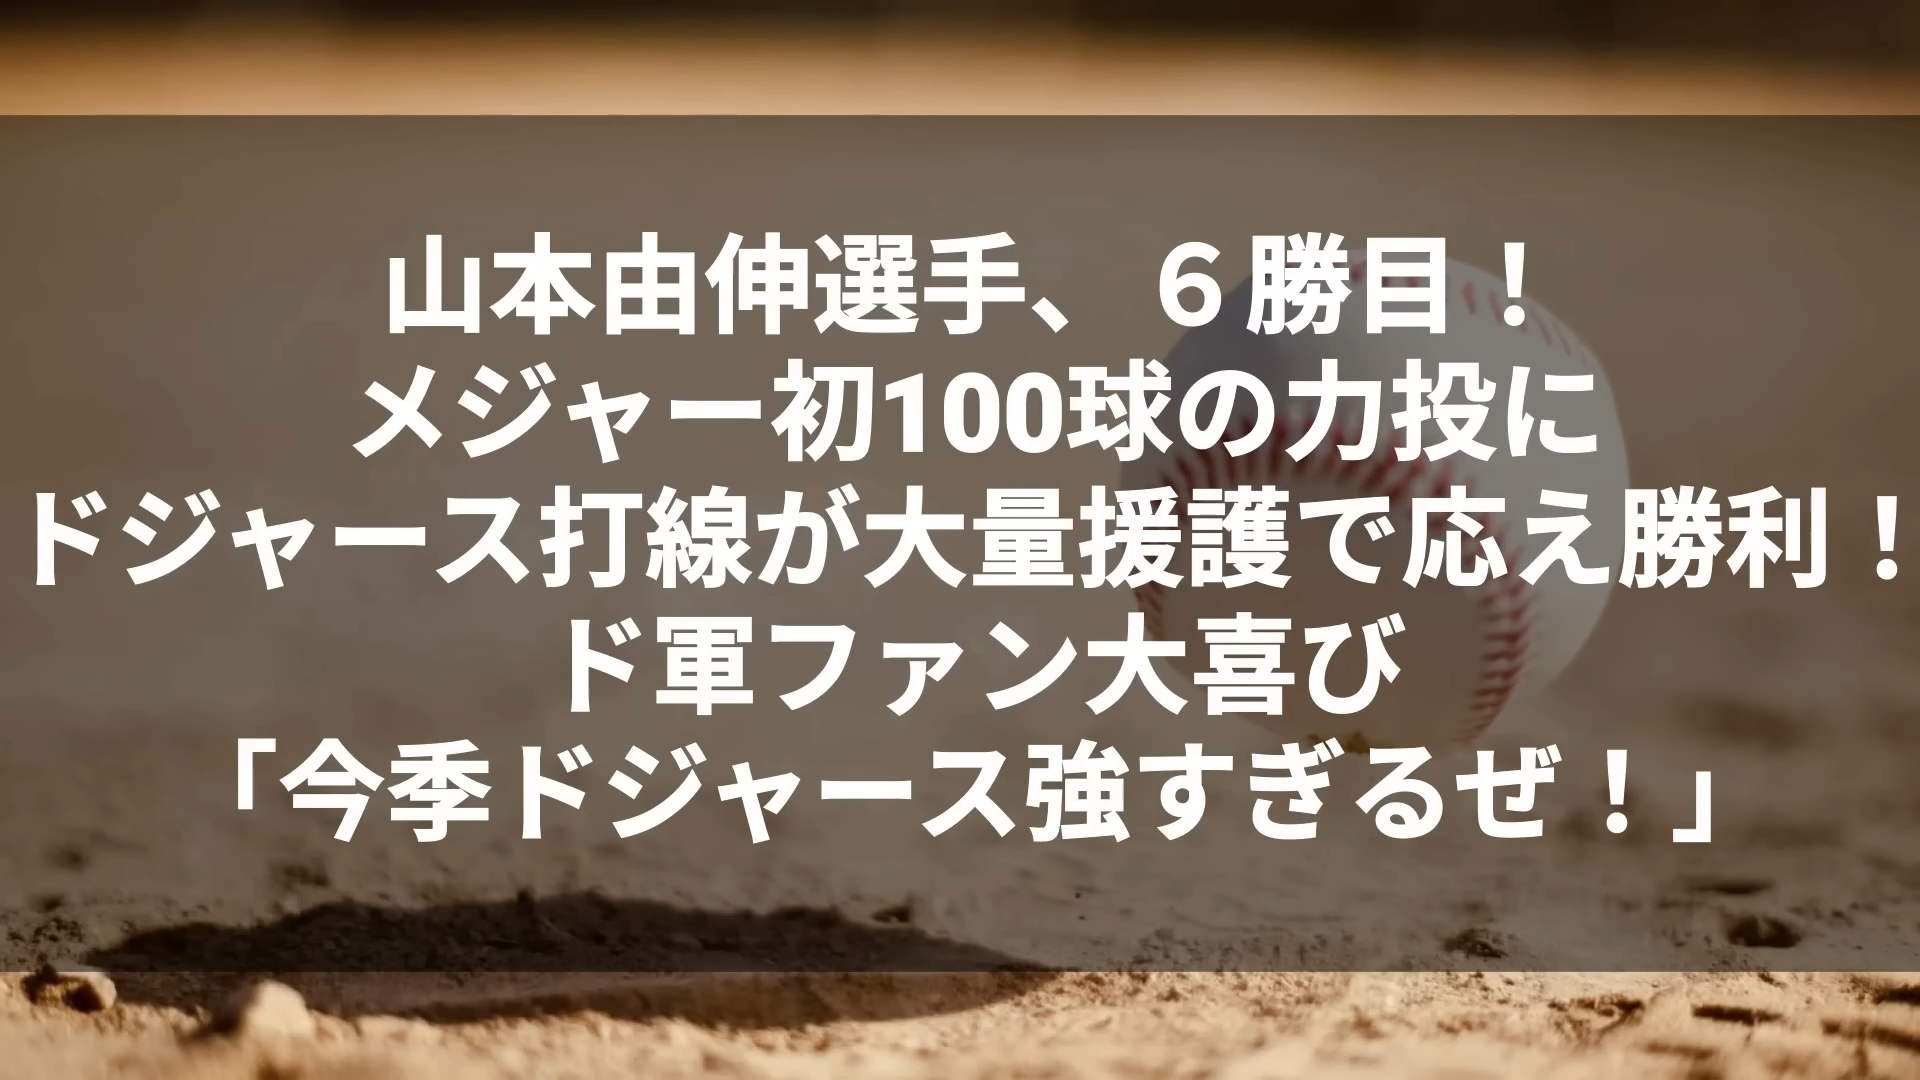 山本由伸選手、６勝目！
メジャー初100球の力投に
ドジャース打線が大量援護で応え勝利！
ド軍ファン大喜び
「今季ドジャース強すぎるぜ！」